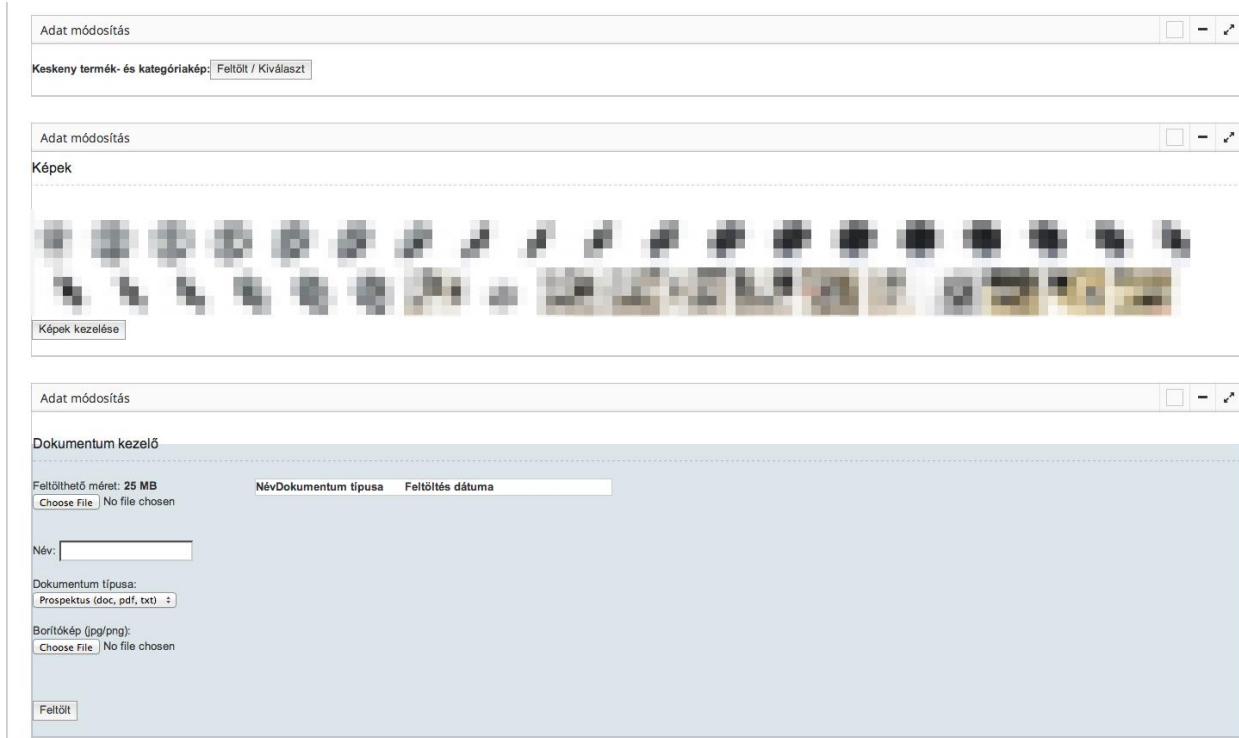 Adat módosítás
Keskeny termék- és kategóriakép: Feltölt / Kiválaszt
Adat módosítás
Képek
Képek kezelése
Adat módosítás
Dokumentum kezelő
Feltölthető méret: 25 MB
Choose File No file chosen
NévDokumentum típusa Feltöltés dátuma
Név:
Dokumentum típusa:
Prospektus (doc, pdf, txt)
Borítókép (jpg/png):
Choose File No file chosen
Feltölt